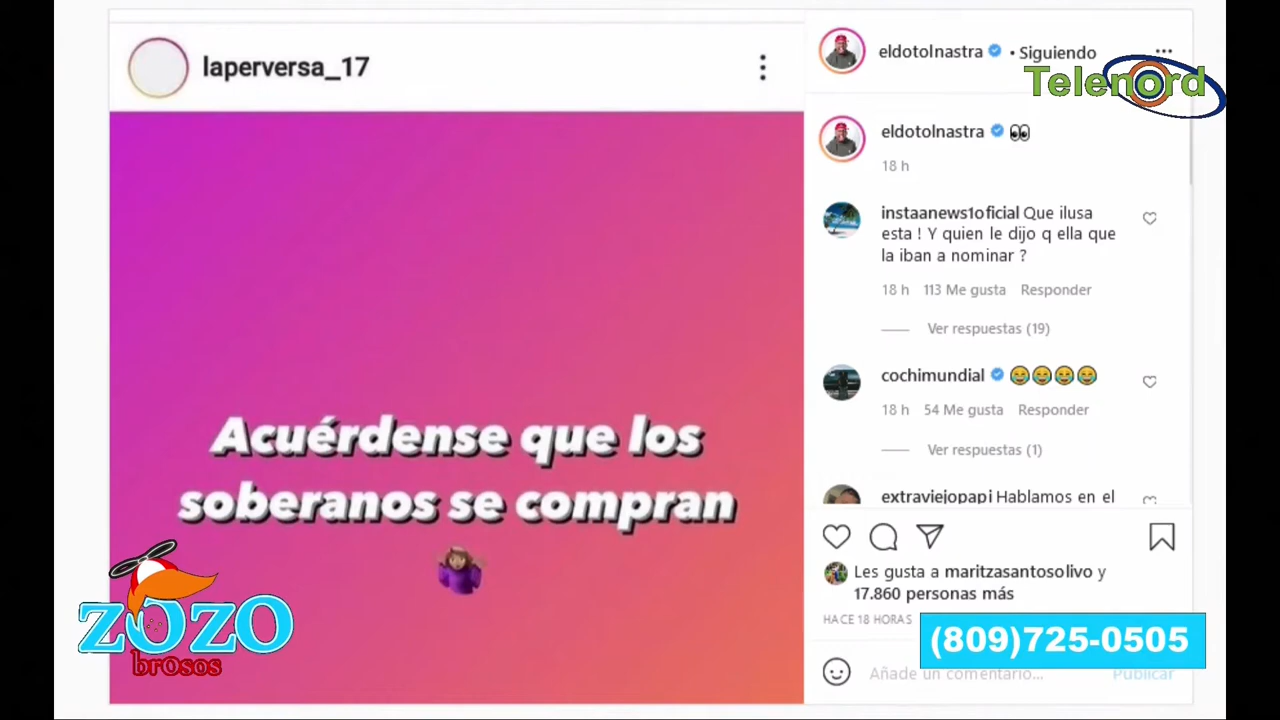 laperversa_17
Acuérdense que los
soberanos se compran
zozo
brosos
eldotolnastra • Siguiendo
Telenord
eldotolnastra
18 h
instaanews1oficial Que ilusa
esta ! Y quien le dijo q ella que
la iban a nominar ?
18 h 113 Me gusta Responder
Ver respuestas (19)
cochimundial 😂😂😂😂
18 h 54 Me gusta Responder
Ver respuestas (1)
extraviejopapi Hablamos en el
Les gusta a maritzasantosolivo y
17.860 personas más
HACE 18 HORAS
(809)725-0505
Añade un comentario...
Publicar